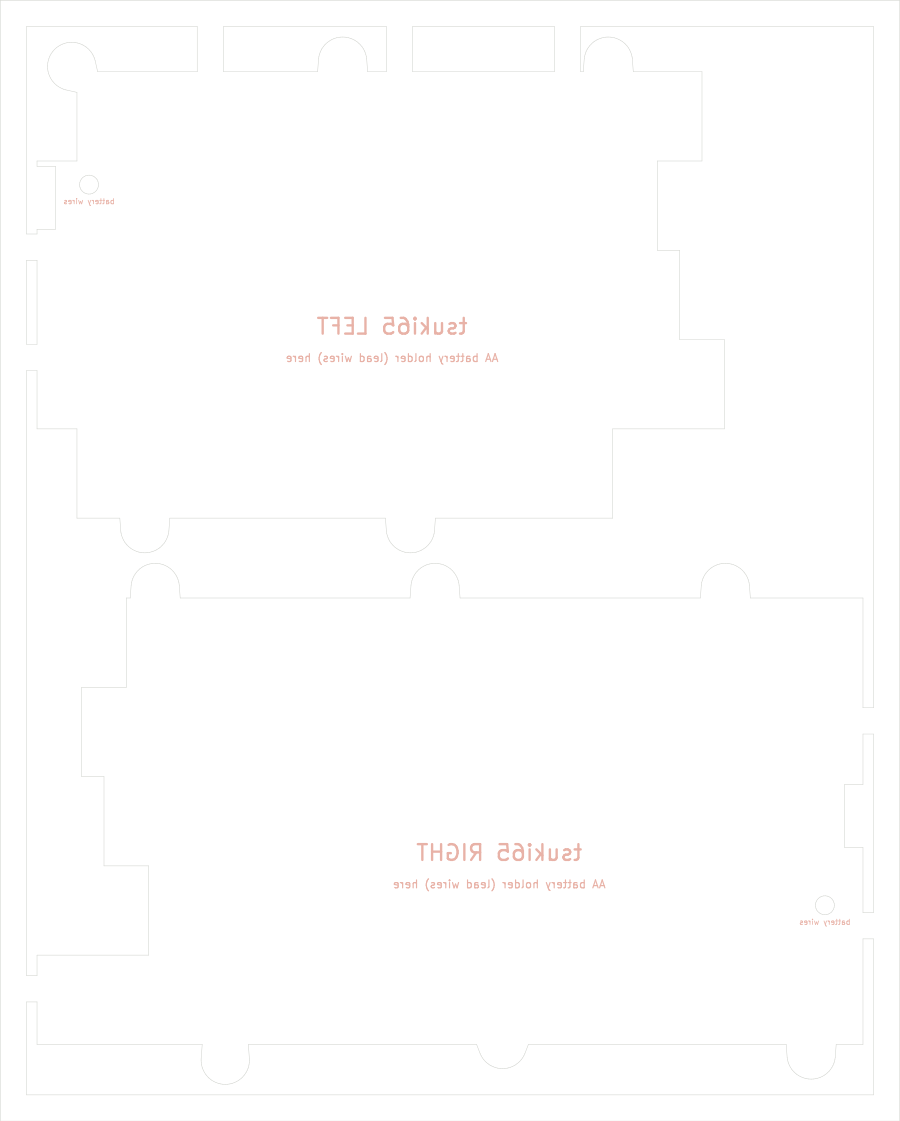 battery wires
tsuki65 LEFT
AA battery holder (lead wires) here
tsuki65 RIGHT
AA battery holder (lead wires) here
battery wires